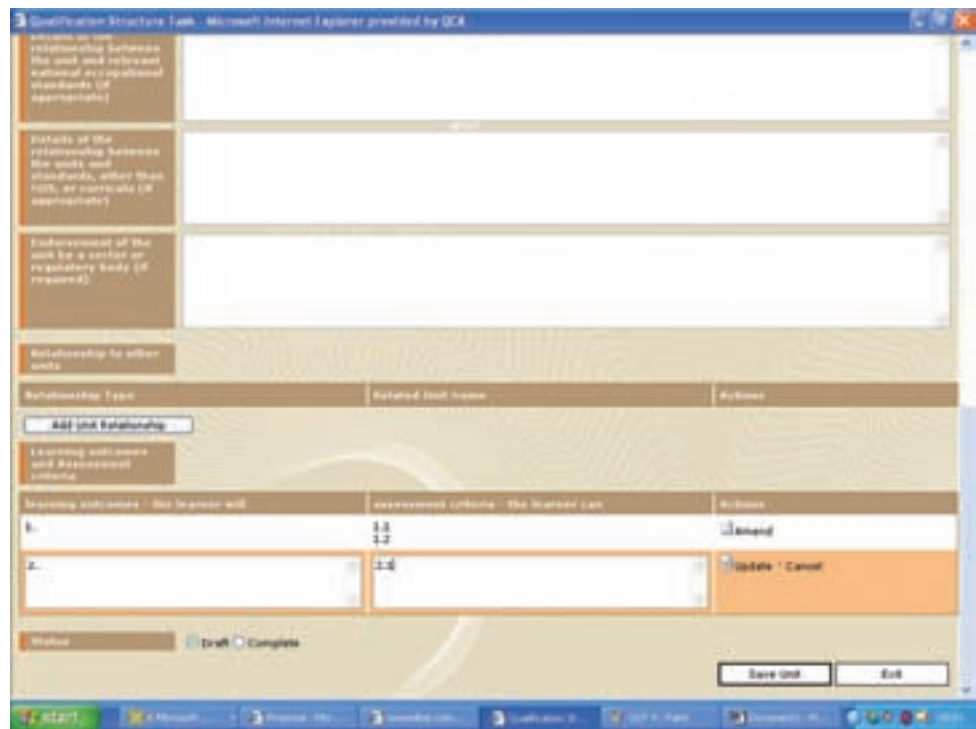 Qualification Structure Task - Microsoft Internet Explorer provided by QCA
Details of the
relationship between
the unit and relevant
national occupational
standards (if
appropriate)
Details of the
relationship between
the units and
standards, other than
NOS, or curricula (if
appropriate)
Endorsement of the
unit by a sector or
regulatory body (if
required)
Relationship to other
units
Relationship Type Related Unit name Actions
Add Unit Relationship
Learning outcomes
and Assessment
criteria
learning outcomes - the learner will assessment criteria - the learner can Actions
1. 1.1 Amend
1.2
2. Update Cancel
Status Draft Complete
Save Unit Exit
start